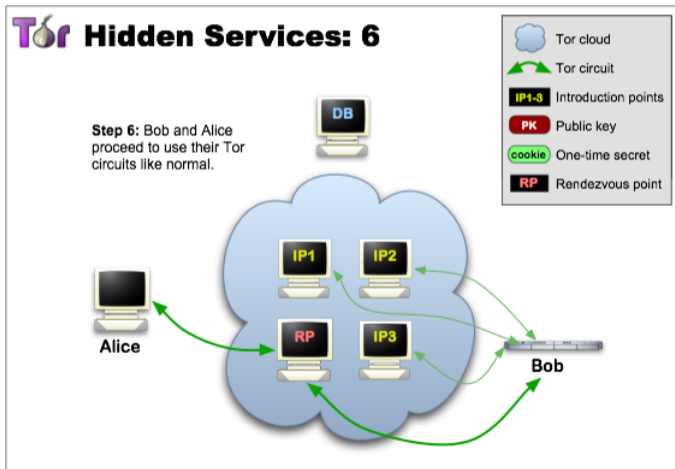 Tor Hidden Services: 6
Tor cloud
Tor circuit
IP1-3 Introduction points
PK Public key
cookie One-time secret
RP Rendezvous point
Step 6: Bob and Alice
proceed to use their Tor
circuits like normal.
DB
IP1 IP2
RP IP3
Alice
Bob